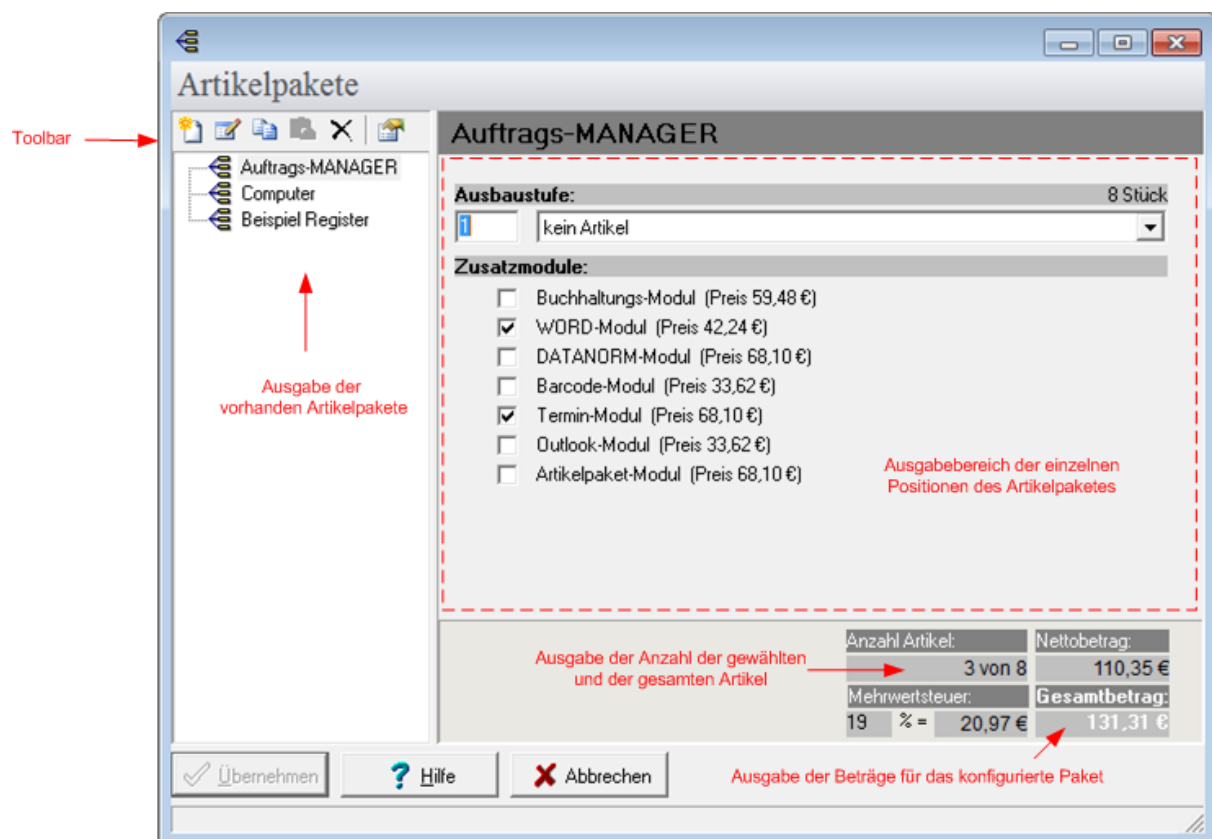 Artikelpakete
Toolbar
Auftrags-MANAGER
Computer
Beispiel Register
Ausgabe der
vorhanden Artikelpakete
Auftrags-MANAGER
Ausbaustufe: 8 Stück
1 kein Artikel
Zusatzmodule:
Buchhaltungs-Modul (Preis 59,48 €)
WORD-Modul (Preis 42,24 €)
DATANORM-Modul (Preis 68,10 €)
Barcode-Modul (Preis 33,62 €)
Termin-Modul (Preis 68,10 €)
Outlook-Modul (Preis 33,62 €)
Artikelpaket-Modul (Preis 68,10 €)
Ausgabebereich der einzelnen
Positionen des Artikelpaketes
Ausgabe der Anzahl der gewählten
und der gesamten Artikel
Anzahl Artikel: Nettobetrag:
3 von 8 110,35 €
Mehrwertsteuer: Gesamtbetrag:
19 % = 20,97 € 131,31 €
Übernehmen Hilfe Abbrechen
Ausgabe der Beträge für das konfigurierte Paket